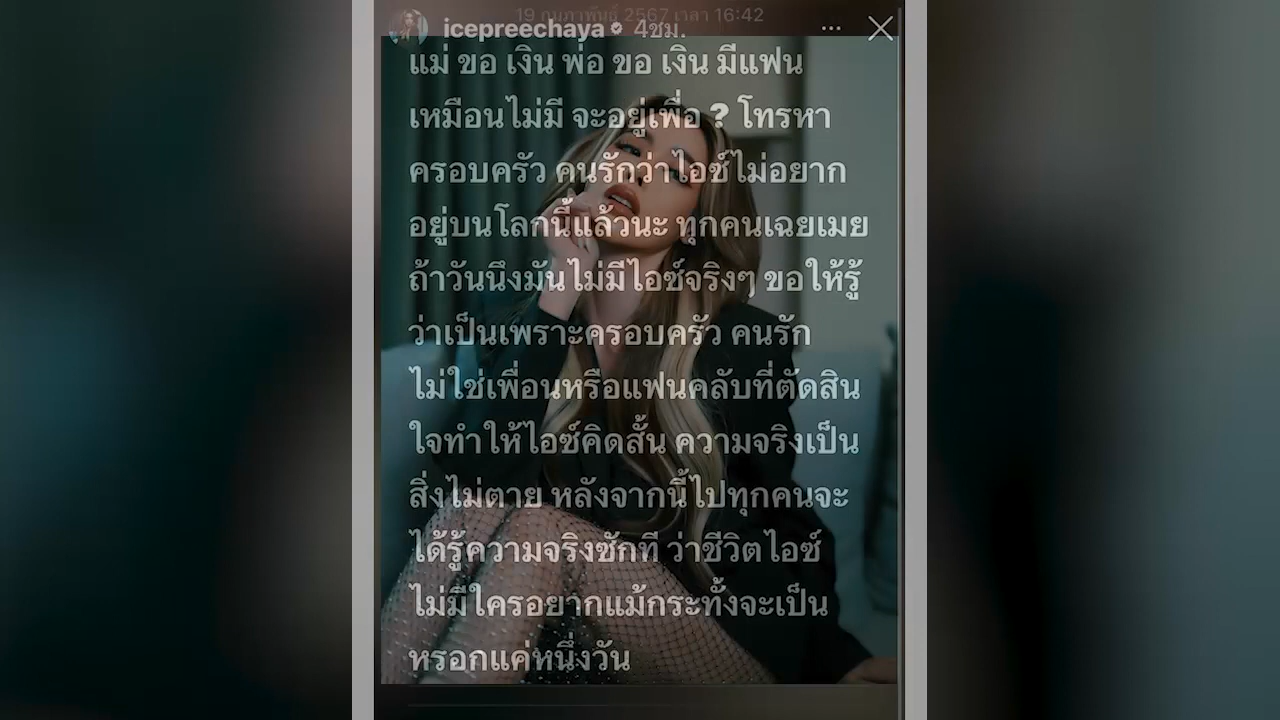 19 กุมภาพันธ์ 2567 เวลา 16:42
icepreechaya 4ชม.
แม่ ขอ เงิน พ่อ ขอ เงิน มีแฟน
เหมือนไม่มี จะอยู่เพื่อ ? โทรหา
ครอบครัว คนรักว่าไอซ์ไม่อยาก
อยู่บนโลกนี้แล้วนะ ทุกคนเฉยเมย
ถ้าวันนึงมันไม่มีไอซ์จริงๆ ขอให้รู้
ว่าเป็นเพราะครอบครัว คนรัก
ไม่ใช่เพื่อนหรือแฟนคลับที่ตัดสิน
ใจทำให้ไอซ์คิดสั้น ความจริงเป็น
สิ่งไม่ตาย หลังจากนี้ไปทุกคนจะ
ได้รู้ความจริงซักที ว่าชีวิตไอซ์
ไม่มีใครอยากแม้กระทั้งจะเป็น
หรอกแค่หนึ่งวัน